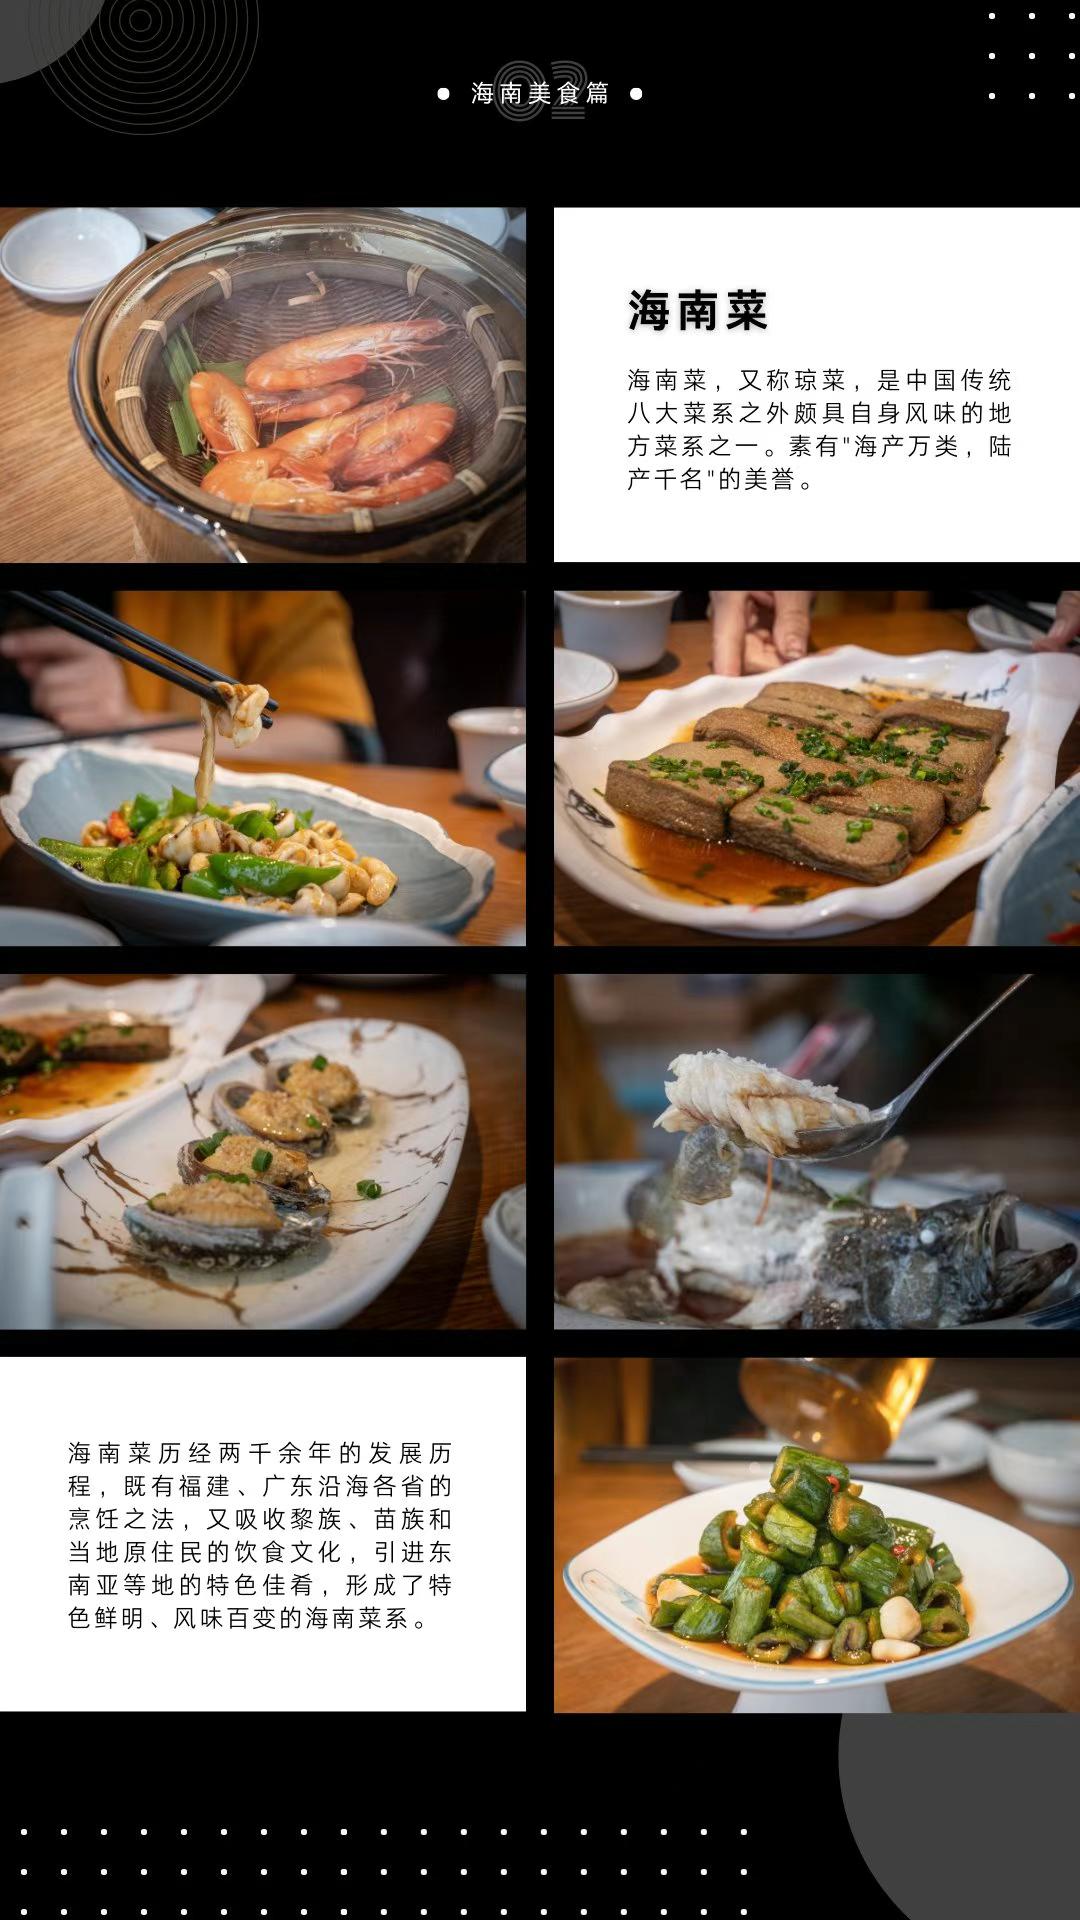 02
海南美食篇
海南菜
海南菜，又称琼菜，是中国传统
八大菜系之外颇具自身风味的地
方菜系之一。素有"海产万类，陆
产千名"的美誉。
海南菜历经两千余年的发展历
程，既有福建、广东沿海各省的
烹饪之法，又吸收黎族、苗族和
当地原住民的饮食文化，引进东
南亚等地的特色佳肴，形成了特
色鲜明、风味百变的海南菜系。